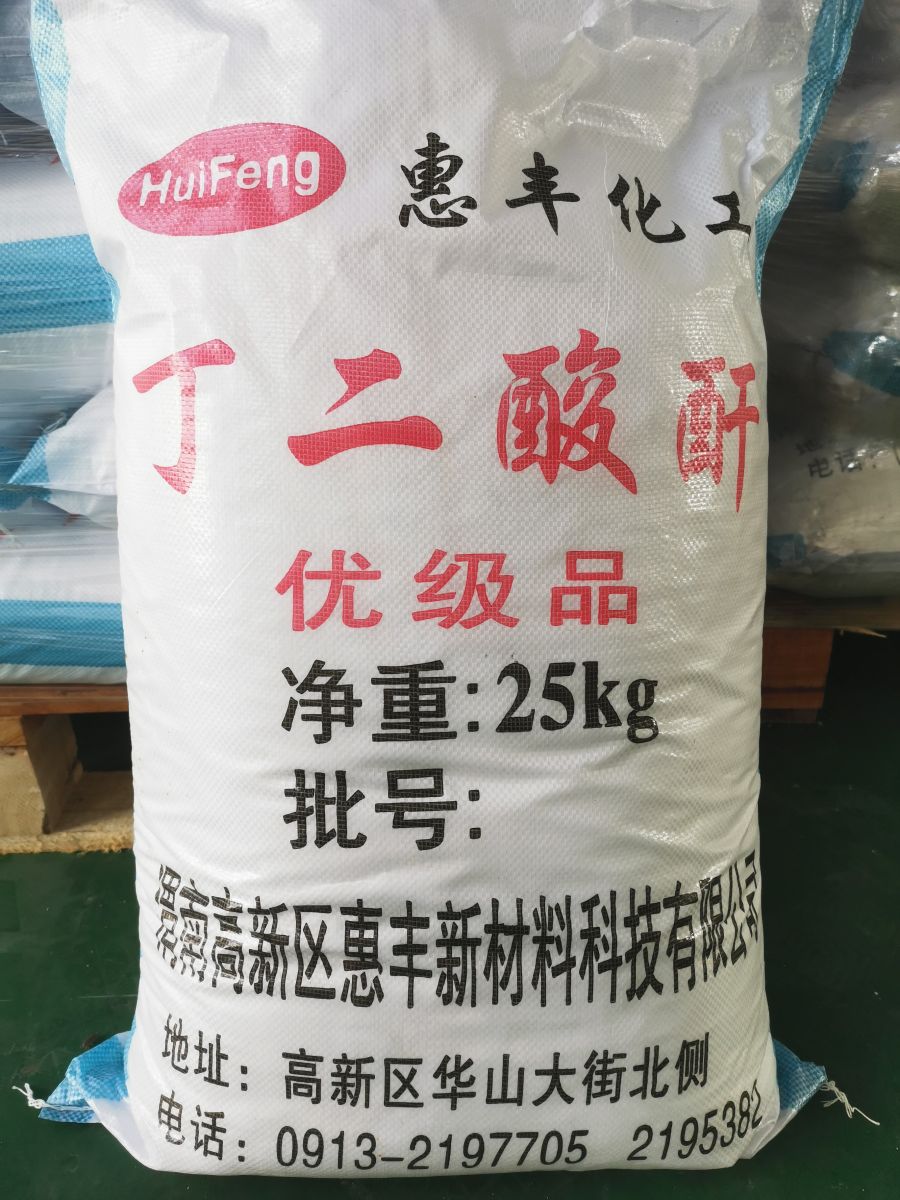 HuiFeng 惠丰化工
丁二酸酐
优级品
净重:25kg
批号:
渭南高新区惠丰新材料科技有限公司
地址：高新区华山大街北侧
电话：0913-2197705 2195382
电话：